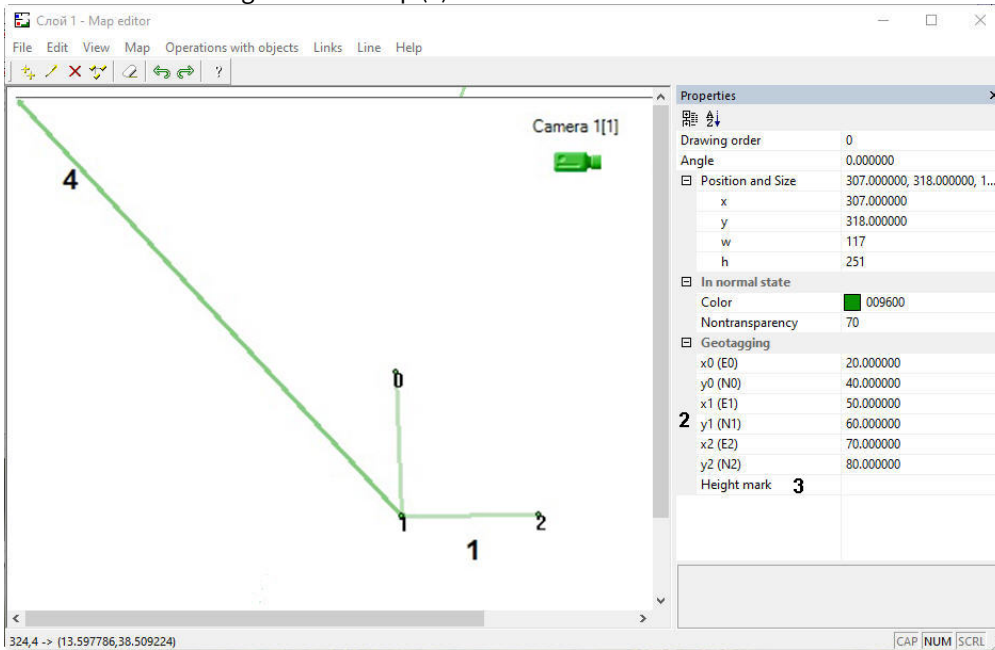 Слой 1 - Map editor
File Edit View Map Operations with objects Links Line Help
?
Camera 1[1]
4
0
1
2
1
Properties
Drawing order 0
Angle 0.000000
Position and Size 307.000000, 318.000000, 1...
x 307.000000
y 318.000000
w 117
h 251
In normal state
Color 009600
Nontransparency 70
Geotagging
x0 (E0) 20.000000
y0 (N0) 40.000000
x1 (E1) 50.000000
2 y1 (N1) 60.000000
x2 (E2) 70.000000
y2 (N2) 80.000000
Height mark 3
324,4 -> (13.597786,38.509224)
CAP NUM SCRL